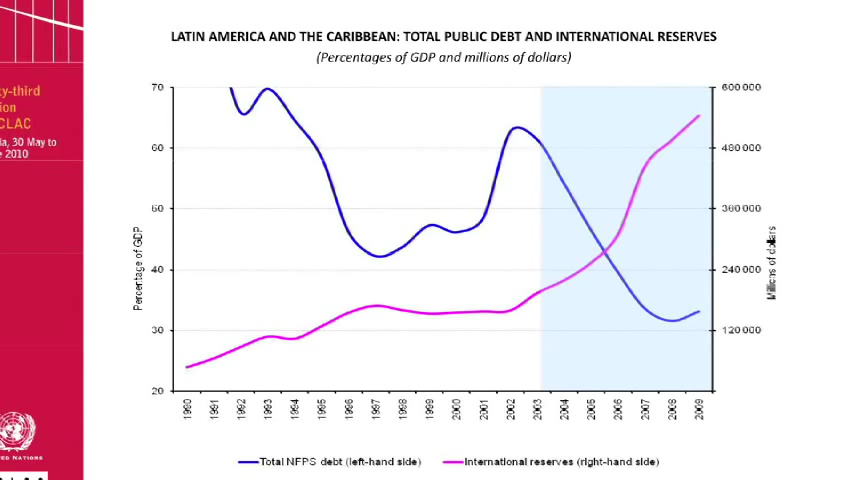 LATIN AMERICA AND THE CARIBBEAN: TOTAL PUBLIC DEBT AND INTERNATIONAL RESERVES
(Percentages of GDP and millions of dollars)
ty-third
ion
CLAC
ia, 30 May to
e 2010
70
60
60
40
30
20
Percentage of GDP
600 000
480 000
360 000
240 000
120 000
Millions of dollars
1990
1991
1992
1993
1994
1995
1996
1997
1998
1999
2000
2001
2002
2003
2004
2005
2006
2007
2008
2009
Total NFPS debt (left-hand side)
International reserves (right-hand side)
ED NATIONS